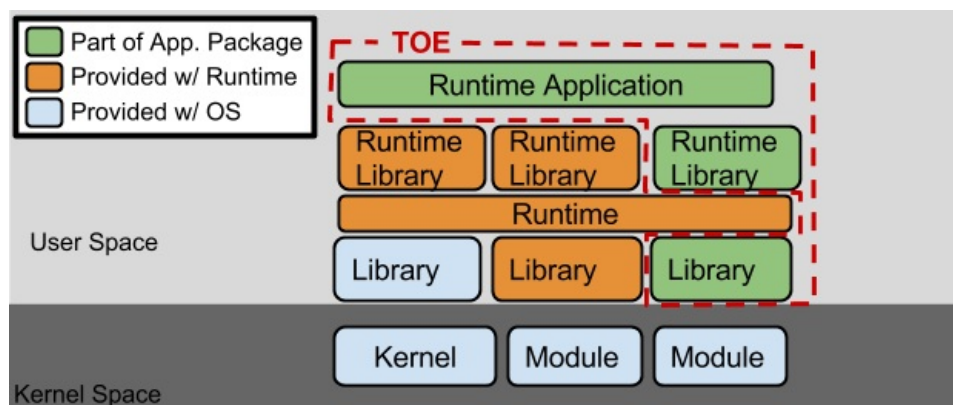 Part of App. Package
Provided w/ Runtime
Provided w/ OS
TOE
Runtime Application
Runtime
Library
Runtime
Library
Runtime
Library
Runtime
User Space
Library
Library
Library
Kernel
Module
Module
Kernel Space